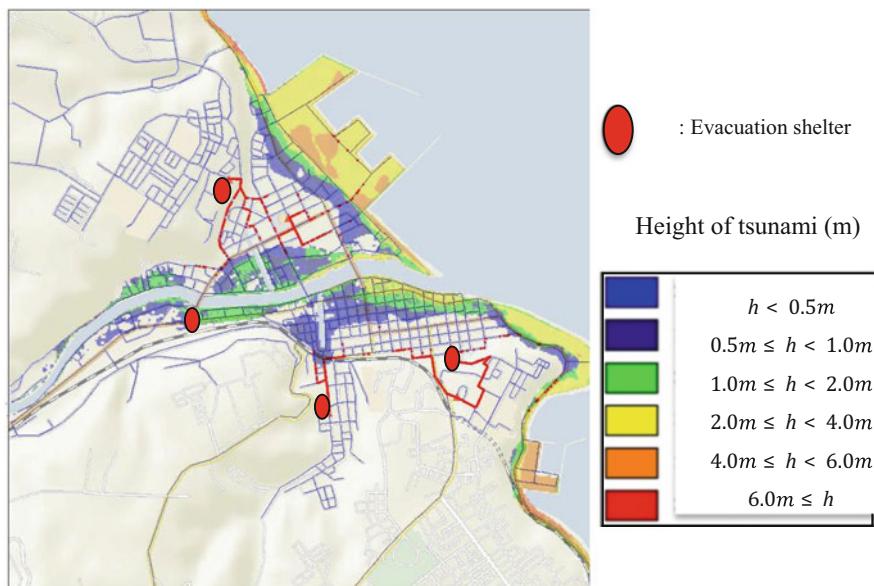 : Evacuation shelter
Height of tsunami (m)
h < 0.5m
0.5m ≤ h < 1.0m
1.0m ≤ h < 2.0m
2.0m ≤ h < 4.0m
4.0m ≤ h < 6.0m
6.0m ≤ h